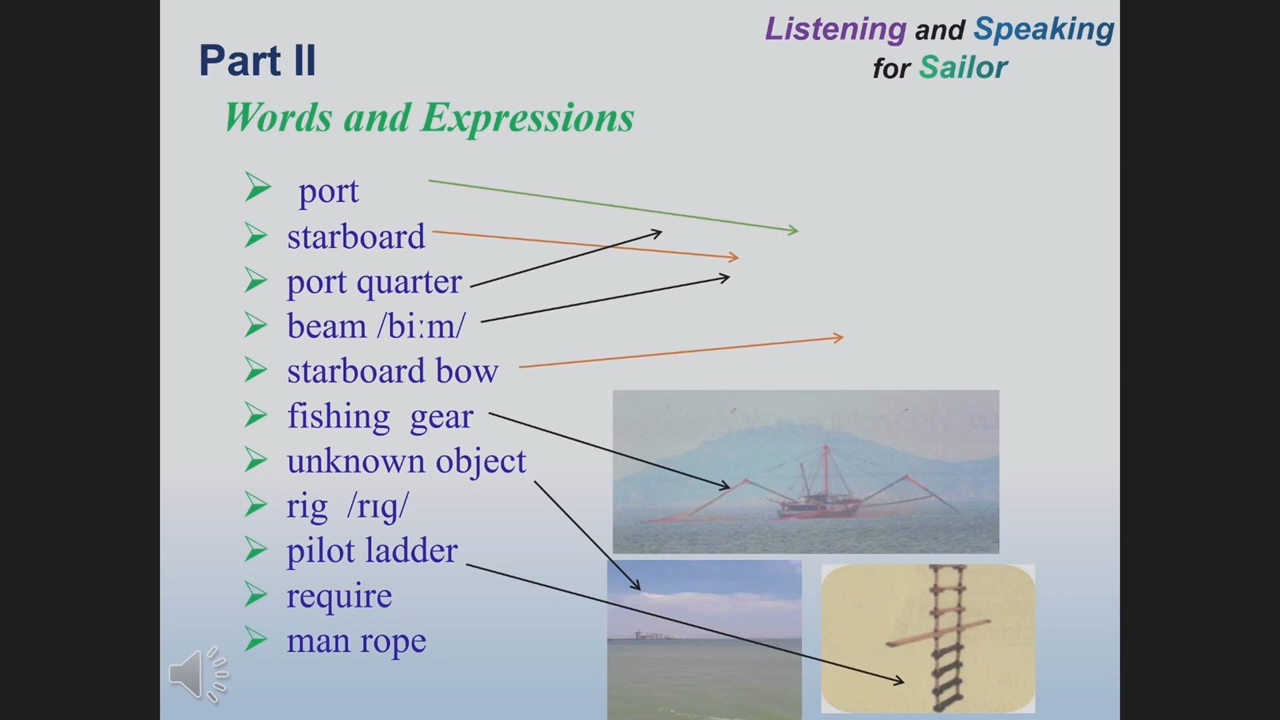 Listening and Speaking
for Sailor
Part II
Words and Expressions
port
starboard
port quarter
beam /biːm/
starboard bow
fishing gear
unknown object
rig /rɪɡ/
pilot ladder
require
man rope